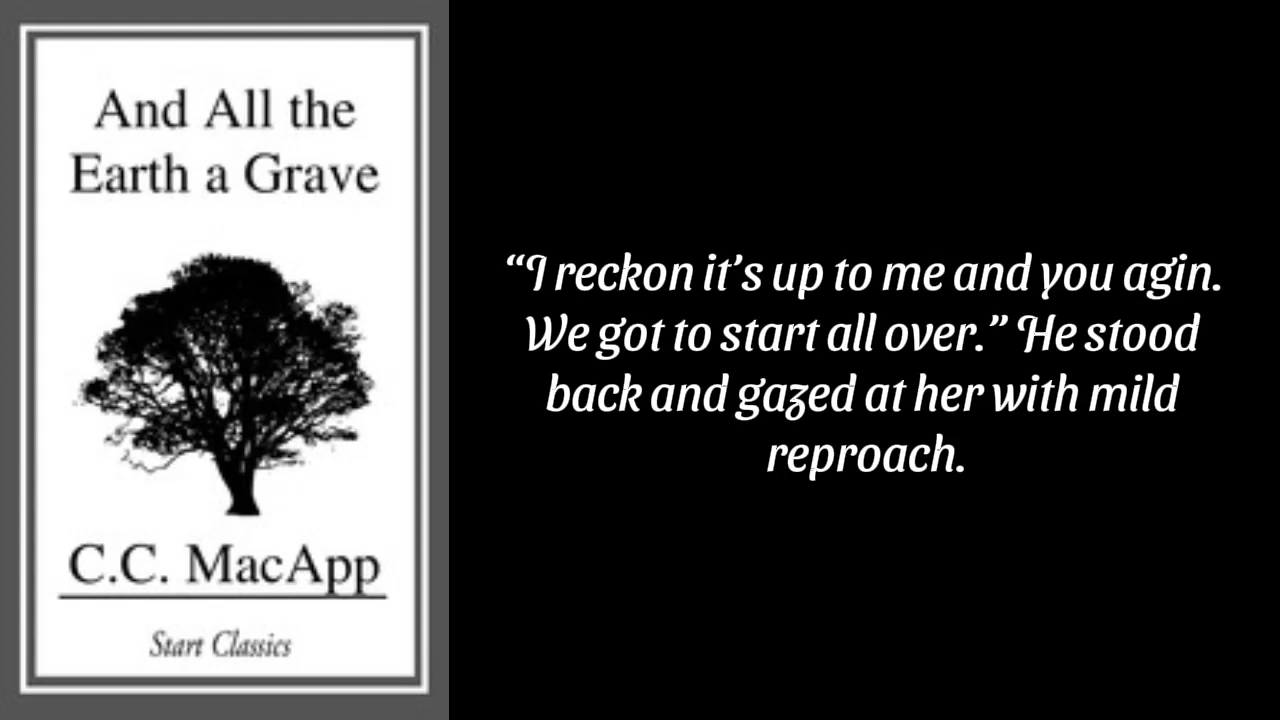 And All the
Earth a Grave
C.C. MacApp
Start Classics
“I reckon it’s up to me and you agin.
We got to start all over.” He stood
back and gazed at her with mild
reproach.